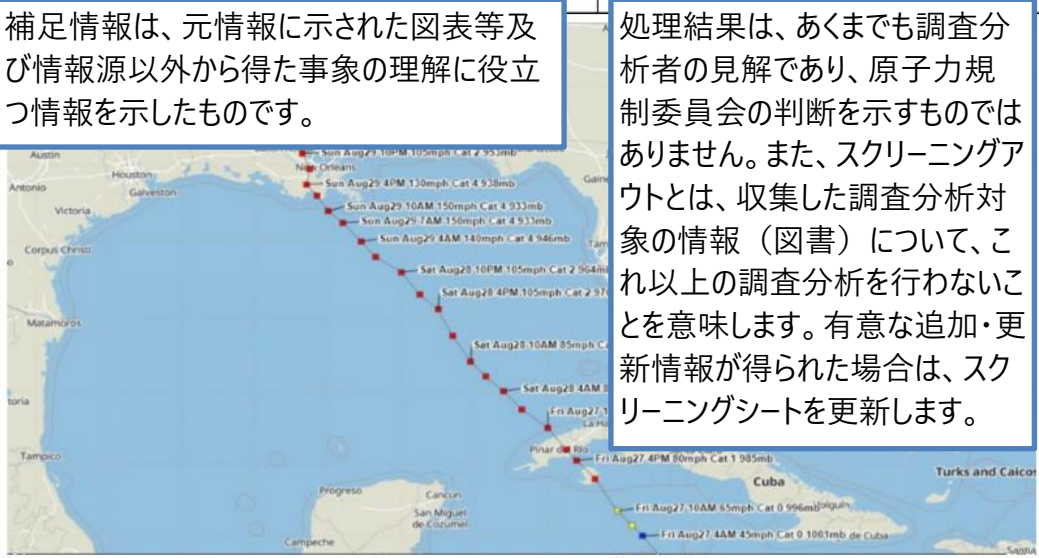 補足情報は、元情報に示された図表等及
び情報源以外から得た事象の理解に役立
つ情報を示したものです。
処理結果は、あくまでも調査分
析者の見解であり、原子力規
制委員会の判断を示すものでは
ありません。また、スクリーニングア
ウトとは、収集した調査分析対
象の情報(図書)について、こ
れ以上の調査分析を行わないこ
とを意味します。有意な追加・更
新情報が得られた場合は、スク
リーニングシートを更新します。
Sun Aug29 10PM 105mph Cat 2 953mb
Austin
Houston
New Orleans
Antonio
Galveston
Sun Aug29 4PM 130mph Cat 4 938mb
Victoria
Sun Aug29 10AM 150mph Cat 4 933mb
Sun Aug29 7AM 150mph Cat 4 933mb
Sun Aug29 4AM 140mph Cat 4 946mb
Corpus Christi
Sat Aug28 10PM 105mph Cat 2 964mb
Sat Aug28 4PM 105mph Cat 2
Matamoros
Sat Aug28 10AM 85mph
Sat Aug28 4AM
Fri Aug27
Pinar del Rio
Tampico
Fri Aug27 4PM 80mph Cat 1 985mb
Turks and Caicos
Cuba
Progreso
Cancún
San Miguel
de Cozumel
Fri Aug27 10AM 65mph Cat 0 996mb
Holguín
Campeche
Fri Aug27 4AM 45mph Cat 0 1001mb
de Cuba